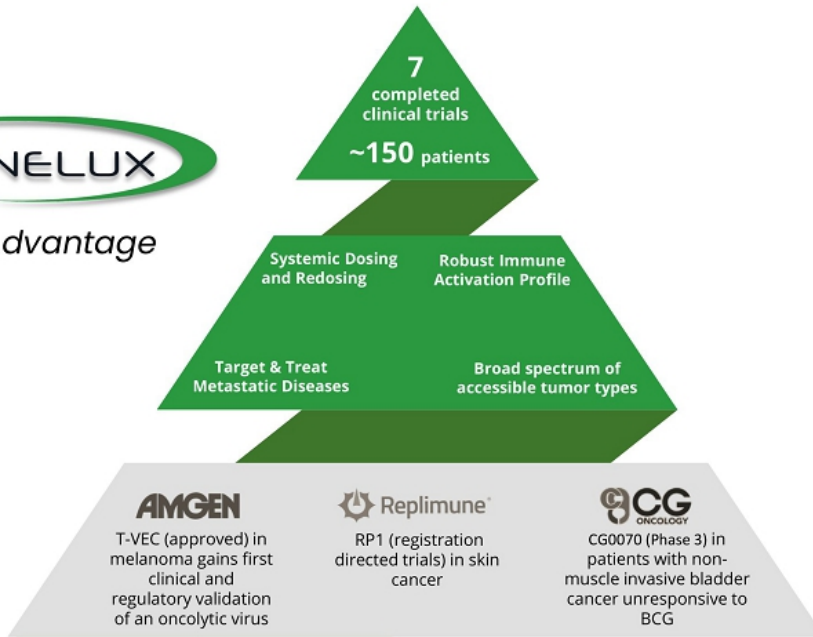 7
completed
clinical trials
~150 patients
NELUX
dvantage
Systemic Dosing
and Redosing
Robust Immune
Activation Profile
Target & Treat
Metastatic Diseases
Broad spectrum of
accessible tumor types
AMGEN
T-VEC (approved) in
melanoma gains first
clinical and
regulatory validation
of an oncolytic virus
Replimune®
RP1 (registration
directed trials) in skin
cancer
CG
ONCOLOGY
CG0070 (Phase 3) in
patients with non-
muscle invasive bladder
cancer unresponsive to
BCG